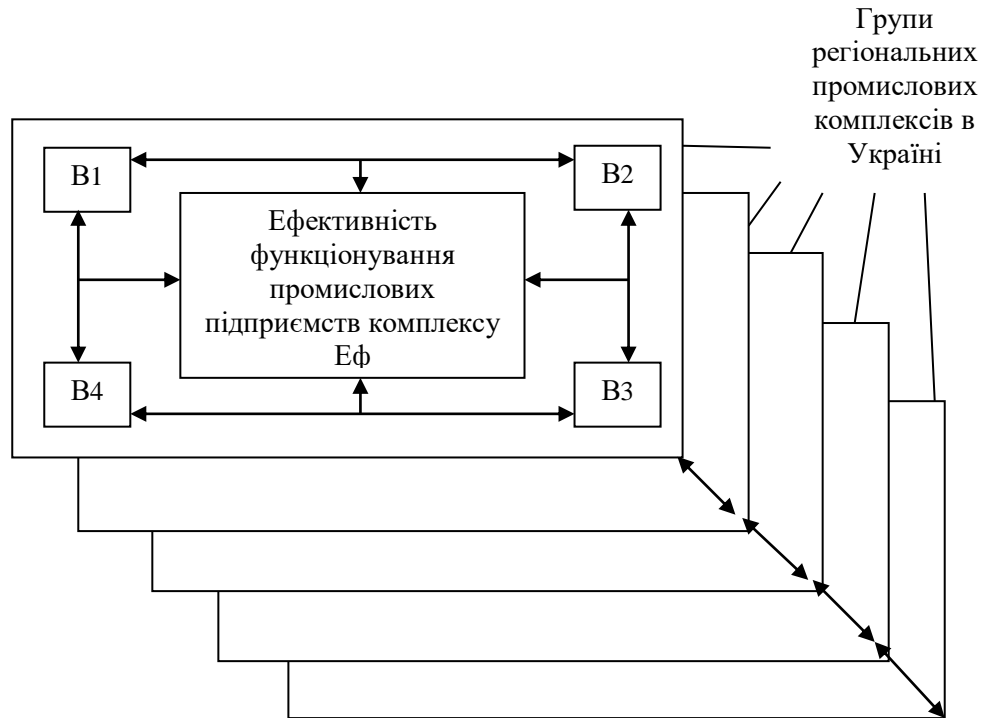 Групи
регіональних
промислових
комплексів в
Україні
В1
В2
Ефективність
функціонування
промислових
підприємств комплексу
Еф
В4
В3